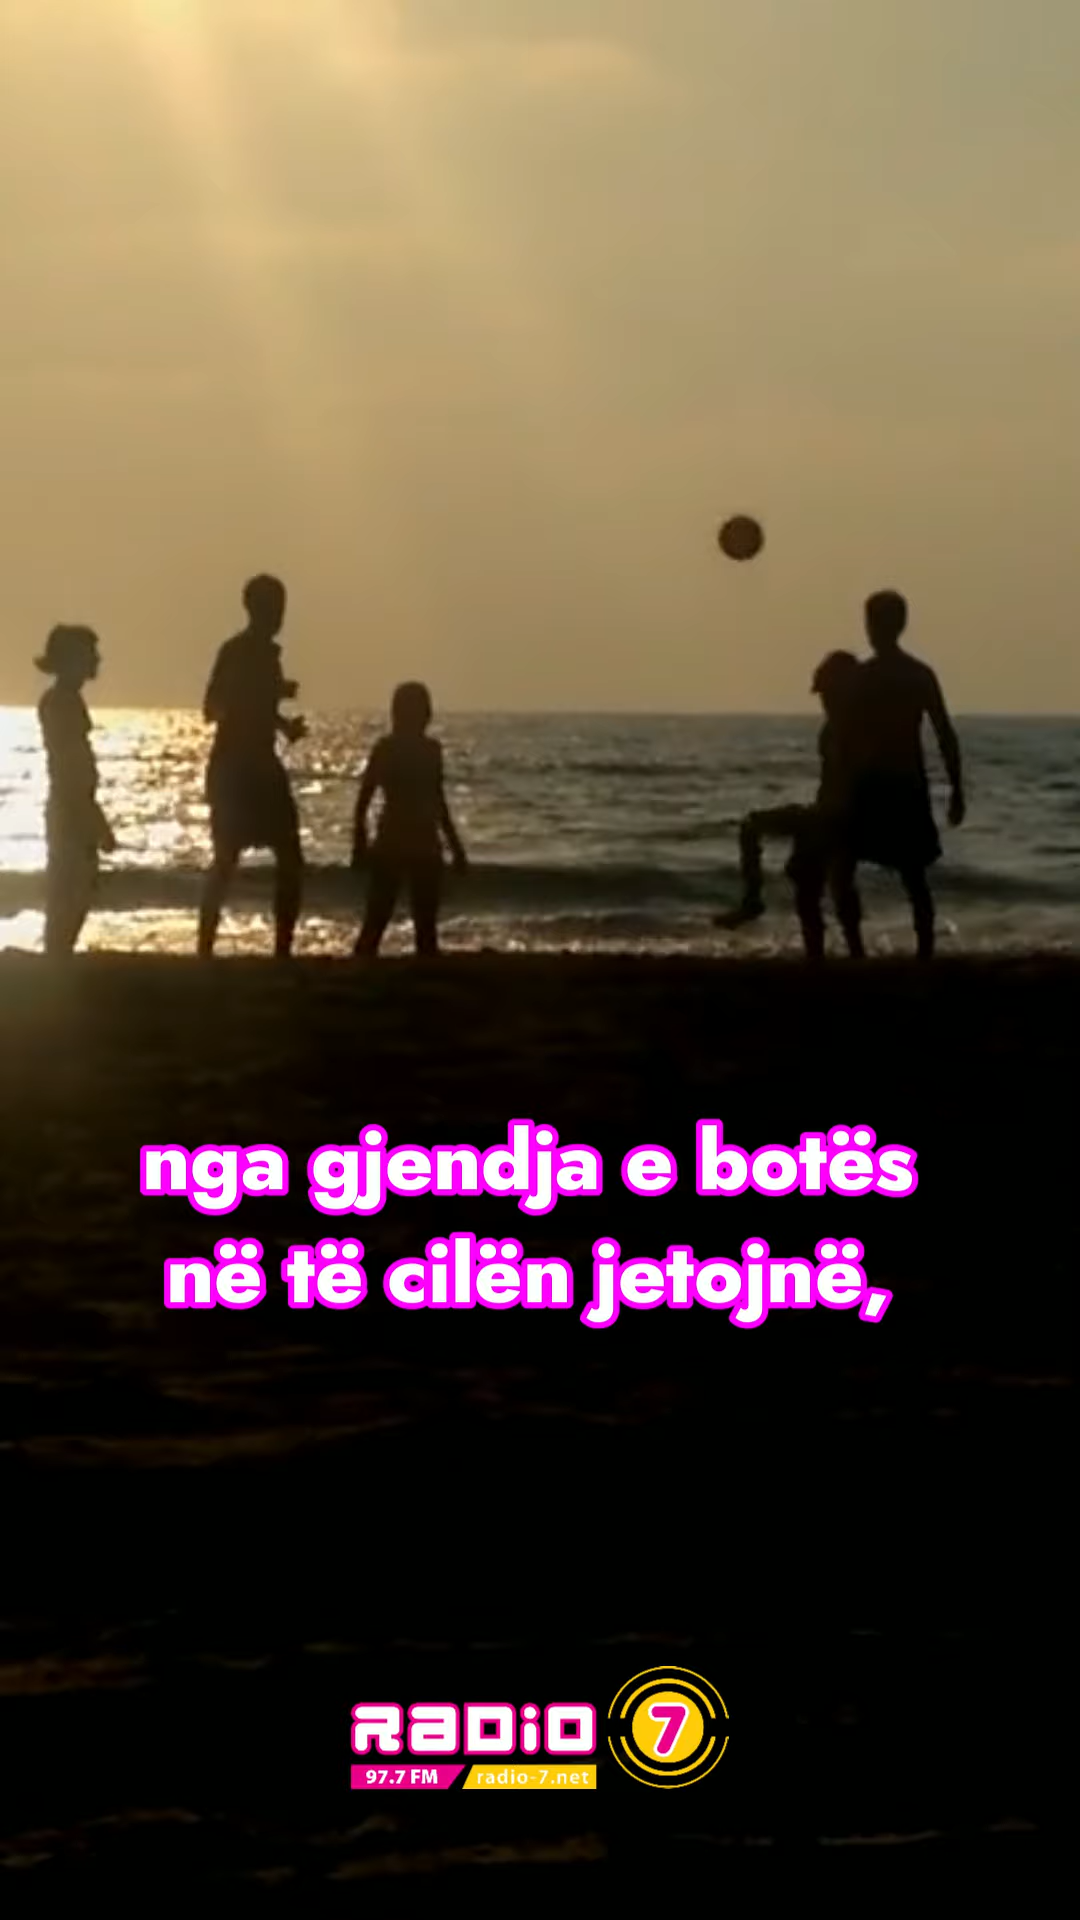 nga gjendja e botës
në të cilën jetojnë,
RADiO 7
97.7 FM radio-7.net